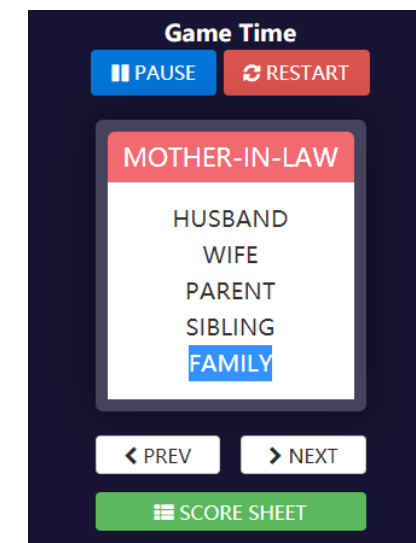 Game Time
PAUSE RESTART
MOTHER-IN-LAW
HUSBAND
WIFE
PARENT
SIBLING
FAMILY
PREV NEXT
SCORE SHEET